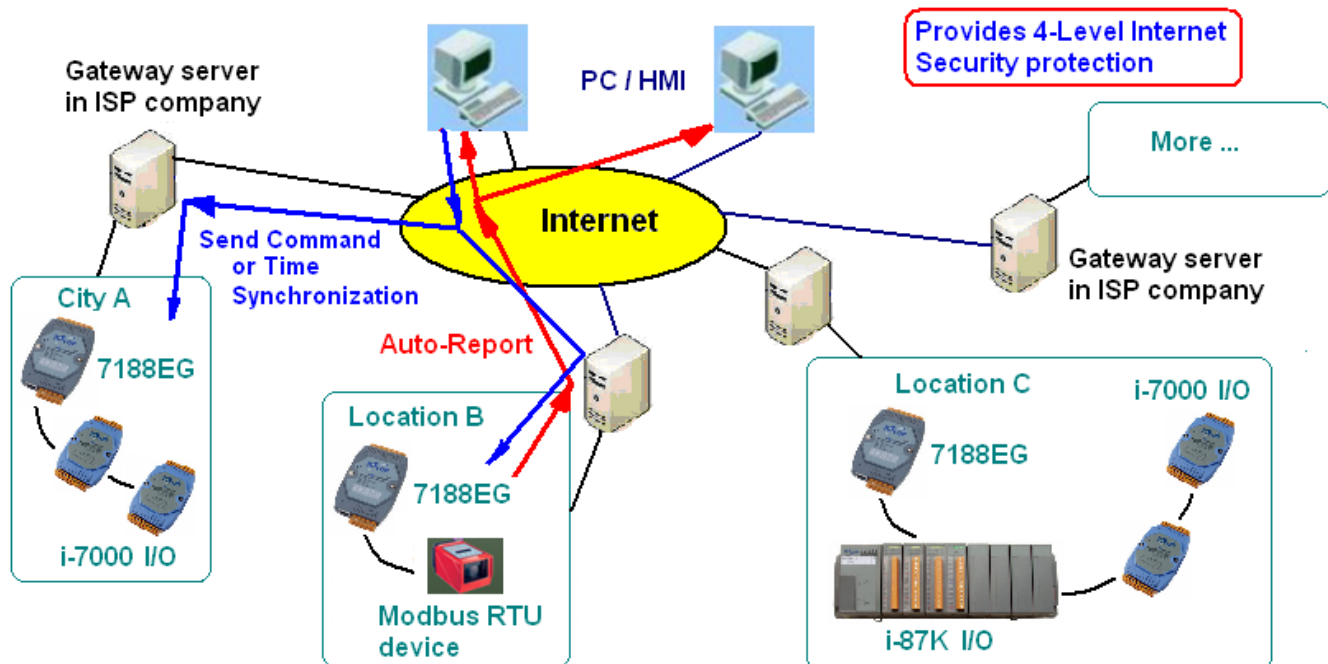 Provides 4-Level Internet
Security protection
Gateway server
in ISP company
PC / HMI
More ...
Internet
Send Command
or Time
Synchronization
Gateway server
in ISP company
City A
7188EG
i-7000 I/O
Auto-Report
Location B
7188EG
Modbus RTU
device
Location C
i-7000 I/O
7188EG
i-87K I/O